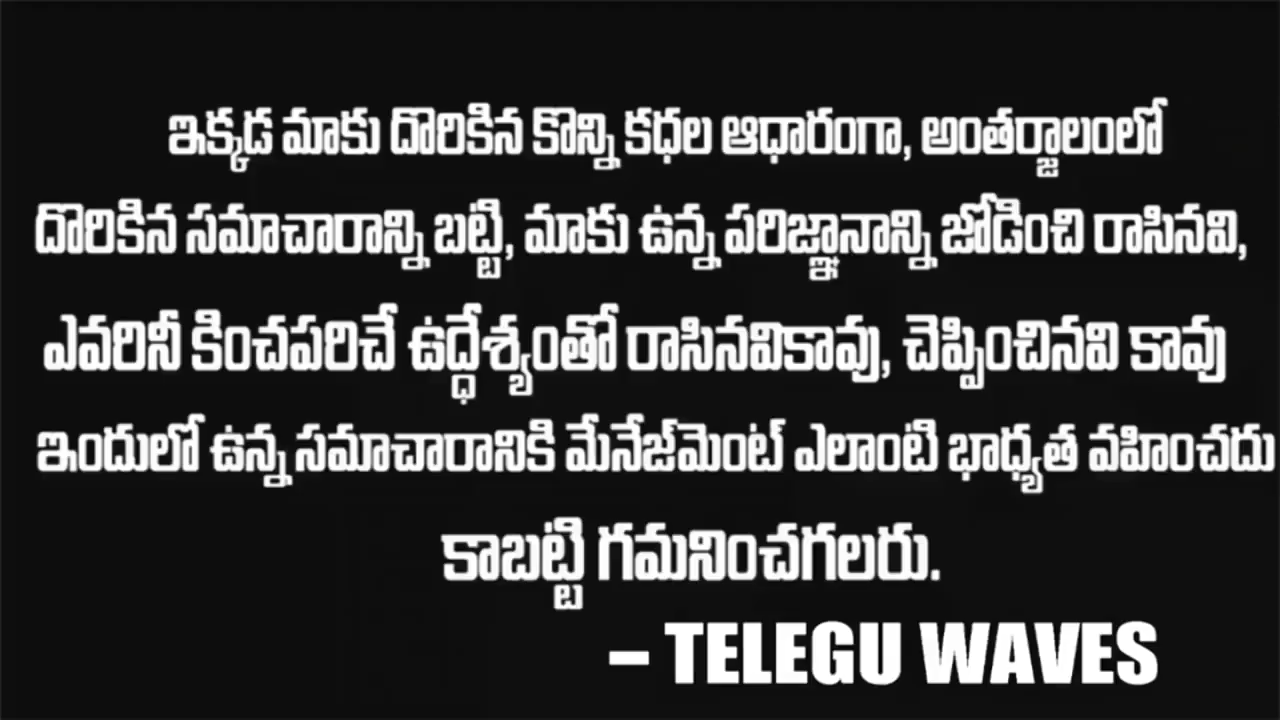 ఇక్కడ మాకు దొరికిన కొన్ని కధల ఆధారంగా, అంతర్జాలంలో
దొరికిన సమాచారాన్ని బట్టి, మాకు ఉన్న పరిజ్ఞానాన్ని జోడించి రాసినవి,
ఎవరినీ కించపరిచే ఉద్ధేశ్యంతో రాసినవికావు, చెప్పించినవి కావు
ఇందులో ఉన్న సమాచారానికి మేనేజ్‌మెంట్ ఎలాంటి భాధ్యత వహించదు
కాబట్టి గమనించగలరు.
– TELEGU WAVES